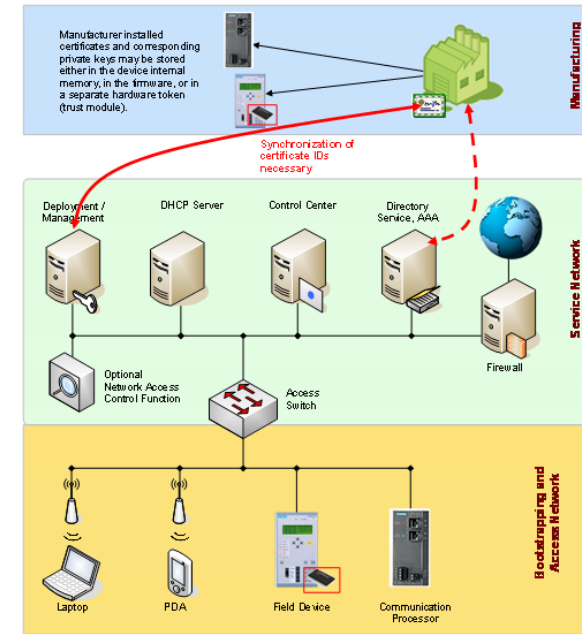 Manufacturer installed
certificates and corresponding
private keys may be stored
either in the device internal
memory, in the firmware, or in
a separate hardware token
(trust module).
Manufacturing
Synchronization of
certificate IDs
necessary
Deployment /
Management
DHCP Server
Control Center
Directory
Service, AAA
Service Network
Firewall
Optional
Network Access
Control Function
Access
Switch
Bootstrapping and
Access Network
Laptop
PDA
Field Device
Communication
Processor